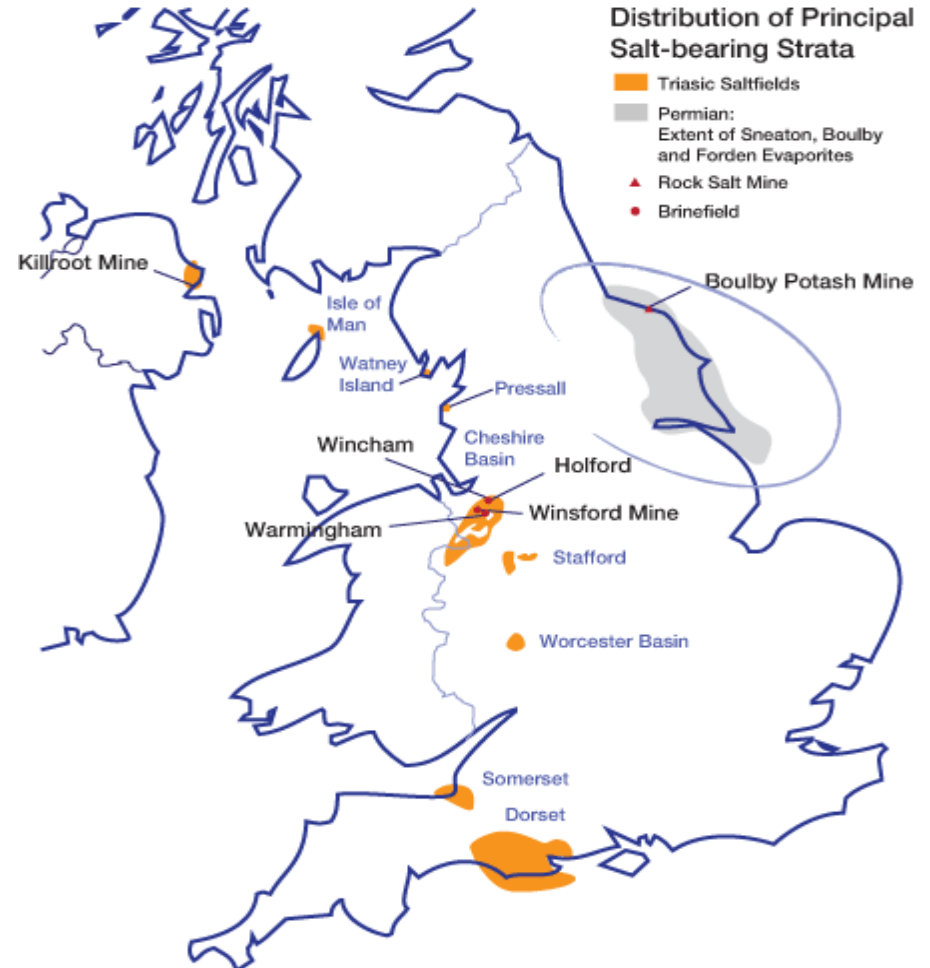 Distribution of Principal
Salt-bearing Strata
Triasic Saltfields
Permian:
Extent of Sneaton, Boulby
and Forden Evaporites
Rock Salt Mine
Brinefield
Killroot Mine
Boulby Potash Mine
Isle of
Man
Watney
Island
Pressall
Wincham
Cheshire
Basin
Holford
Winsford Mine
Warmingham
Stafford
Worcester Basin
Somerset
Dorset